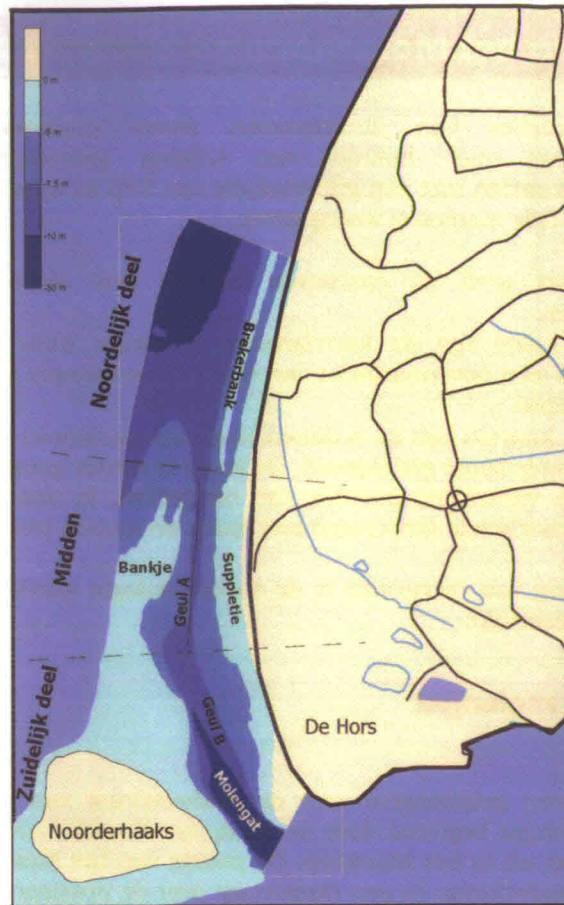 0 m
-5 m
-7.5 m
-10 m
-50 m
Noordelijk deel
Brekerbank
Midden
Bankje
Geul A
Suppletie
Zuidelijk deel
Geul B
Molengat
De Hors
Noorderhaaks